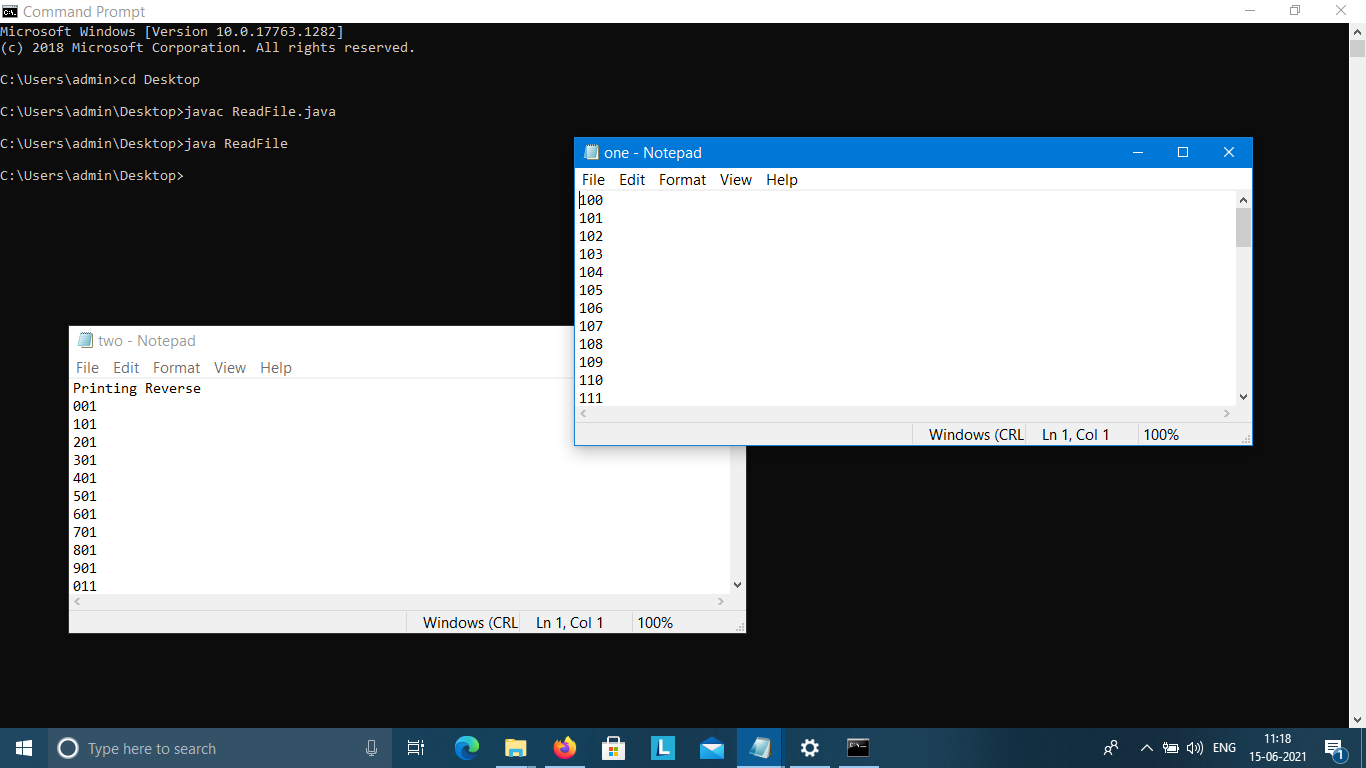 Command Prompt
Microsoft Windows [Version 10.0.17763.1282]
(c) 2018 Microsoft Corporation. All rights reserved.
C:\Users\admin>cd Desktop
C:\Users\admin\Desktop>javac ReadFile.java
C:\Users\admin\Desktop>java ReadFile
C:\Users\admin\Desktop>
one - Notepad
File Edit Format View Help
100
101
102
103
104
105
106
107
108
109
110
111
Windows (CRL Ln 1, Col 1 100%
two - Notepad
File Edit Format View Help
Printing Reverse
001
101
201
301
401
501
601
701
801
901
011
Windows (CRL Ln 1, Col 1 100%
Type here to search
L
ENG
11:18
15-06-2021
1